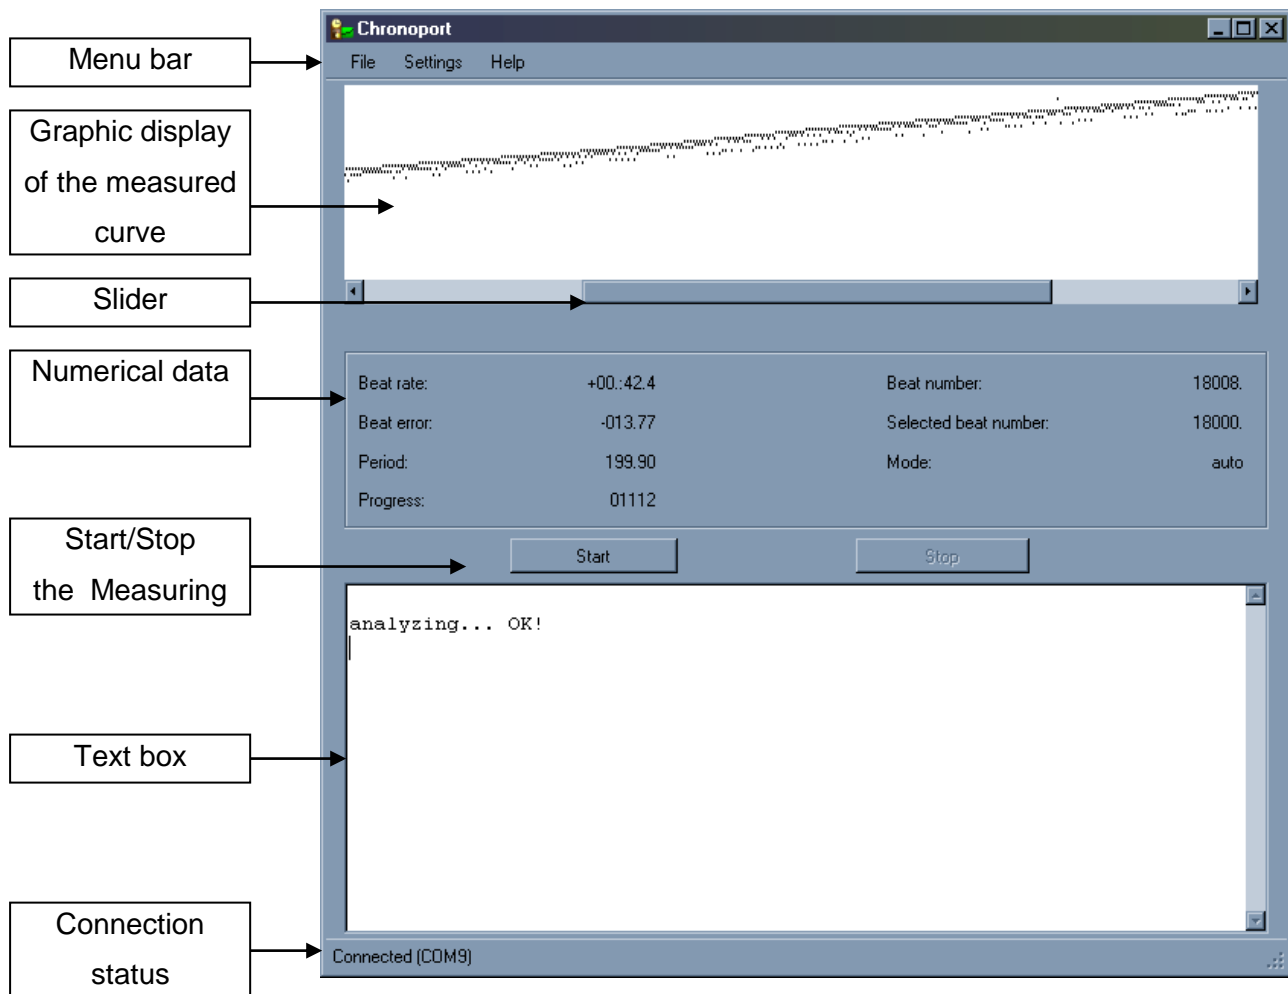 Chronoport
Menu bar
File Settings Help
Graphic display
of the measured
curve
Slider
Numerical data
Beat rate: +00.:42.4 Beat number: 18008.
Beat error: -013.77 Selected beat number: 18000.
Period: 199.90 Mode: auto
Progress: 01112
Start/Stop
the Measuring
Start Stop
analyzing... OK!
Text box
Connection
status
Connected (COM9)